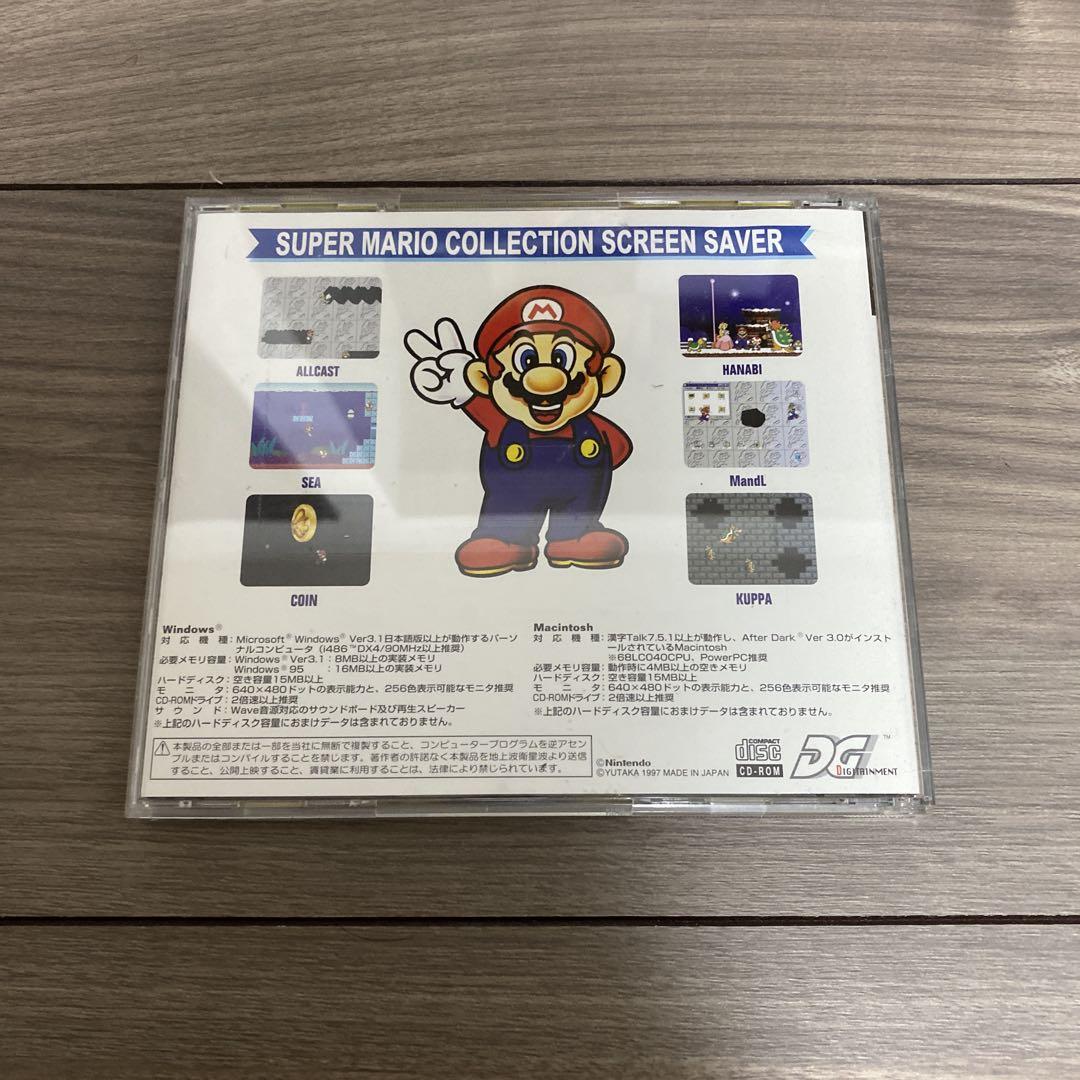 SUPER MARIO COLLECTION SCREEN SAVER
ALLCAST
HANABI
SEA
MandL
COIN
KUPPA
M
Windows®
対応機種：Microsoft® Windows® Ver3.1日本語版以上が動作するパーソ
ナルコンピュータ（i486™DX4/90MHz以上推奨）
必要メモリ容量：Windows® Ver3.1：8MB以上の実装メモリ
Windows® 95：16MB以上の実装メモリ
ハードディスク：空き容量15MB以上
モニタ：640×480ドットの表示能力と、256色表示可能なモニタ推奨
CD-ROMドライブ：2倍速以上推奨
サウンド：Wave音源対応のサウンドボード及び再生スピーカー
※上記のハードディスク容量におまけデータは含まれておりません。
Macintosh
対応機種：漢字Talk7.5.1以上が動作し、After Dark® Ver 3.0がインスト
ールされているMacintosh
※68LC040CPU、PowerPC推奨
必要メモリ容量：動作時に4MB以上の空きメモリ
ハードディスク：空き容量15MB以上
モニタ：640×480ドットの表示能力と、256色表示可能なモニタ推奨
CD-ROMドライブ：2倍速以上推奨
※上記のハードディスク容量におまけデータは含まれておりません。
本製品の全部または一部を当社に無断で複製すること、コンピュータープログラムを逆アセン
ブルまたはコンパイルすることを禁じます。著作者の許諾なく本製品を地上波衛星波より送信
すること、公開上映すること、賃貸業に利用することは、法律により禁じられています。
©Nintendo
©YUTAKA 1997 MADE IN JAPAN
COMPACT
disc
CD-ROM
DG ™
DIGITAINMENT